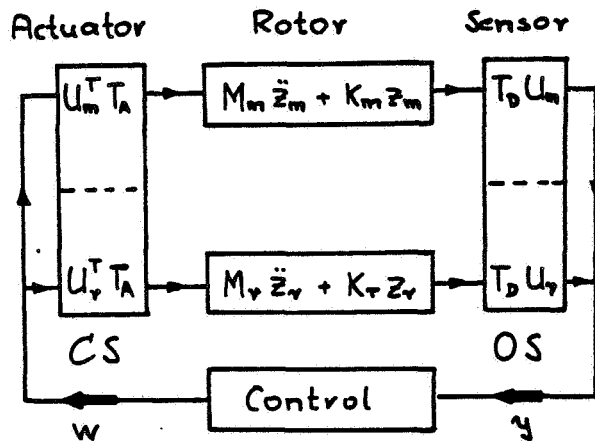 Actuator Rotor Sensor
U_m^T T_A M_m z̈_m + K_m z_m T_D U_m
U_r^T T_A M_r z̈_r + K_r z_r T_D U_r
CS OS
Control
w y